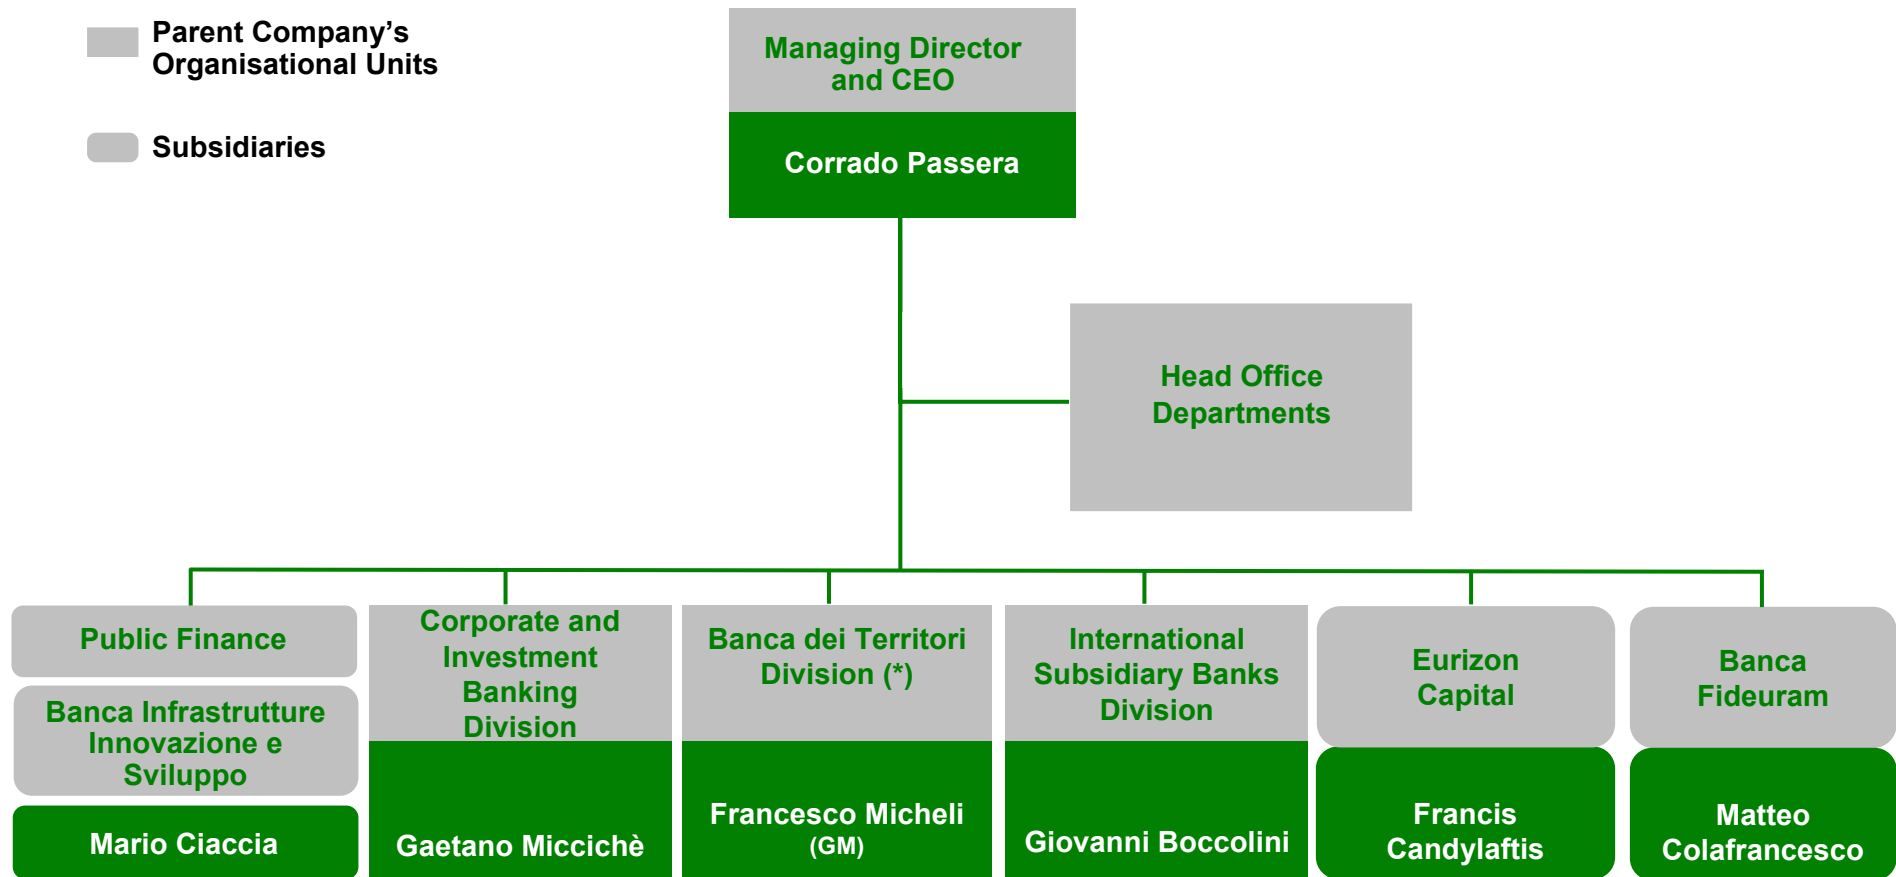 Parent Company’s
Organisational Units
Subsidiaries
Managing Director
and CEO
Corrado Passera
Head Office
Departments
Public Finance
Banca Infrastrutture
Innovazione e
Sviluppo
Mario Ciaccia
Corporate and
Investment
Banking
Division
Gaetano Miccichè
Banca dei Territori
Division (*)
Francesco Micheli
(GM)
International
Subsidiary Banks
Division
Giovanni Boccolini
Eurizon
Capital
Francis
Candylaftis
Banca
Fideuram
Matteo
Colafrancesco